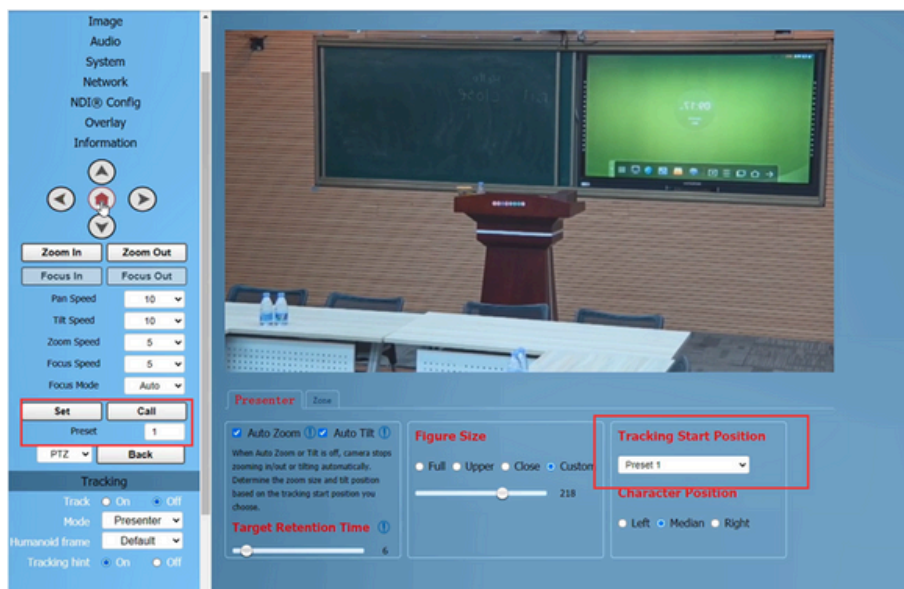 Image
Audio
System
Network
NDI® Config
Overlay
Information
Zoom In Zoom Out
Focus In Focus Out
Pan Speed 10
Tilt Speed 10
Zoom Speed 5
Focus Speed 5
Focus Mode Auto
Set Call
Preset 1
PTZ Back
Tracking
Track On Off
Mode Presenter
Humanoid frame Default
Tracking hint On Off
09:17
Presenter Zone
Auto Zoom Auto Tilt
When Auto Zoom or Tilt is off, camera stops
zooming in/out or tilting automatically.
Determine the zoom size and tilt position
based on the tracking start position you
choose.
Target Retention Time
6
Figure Size
Full Upper Close Custom
218
Tracking Start Position
Preset 1
Character Position
Left Median Right